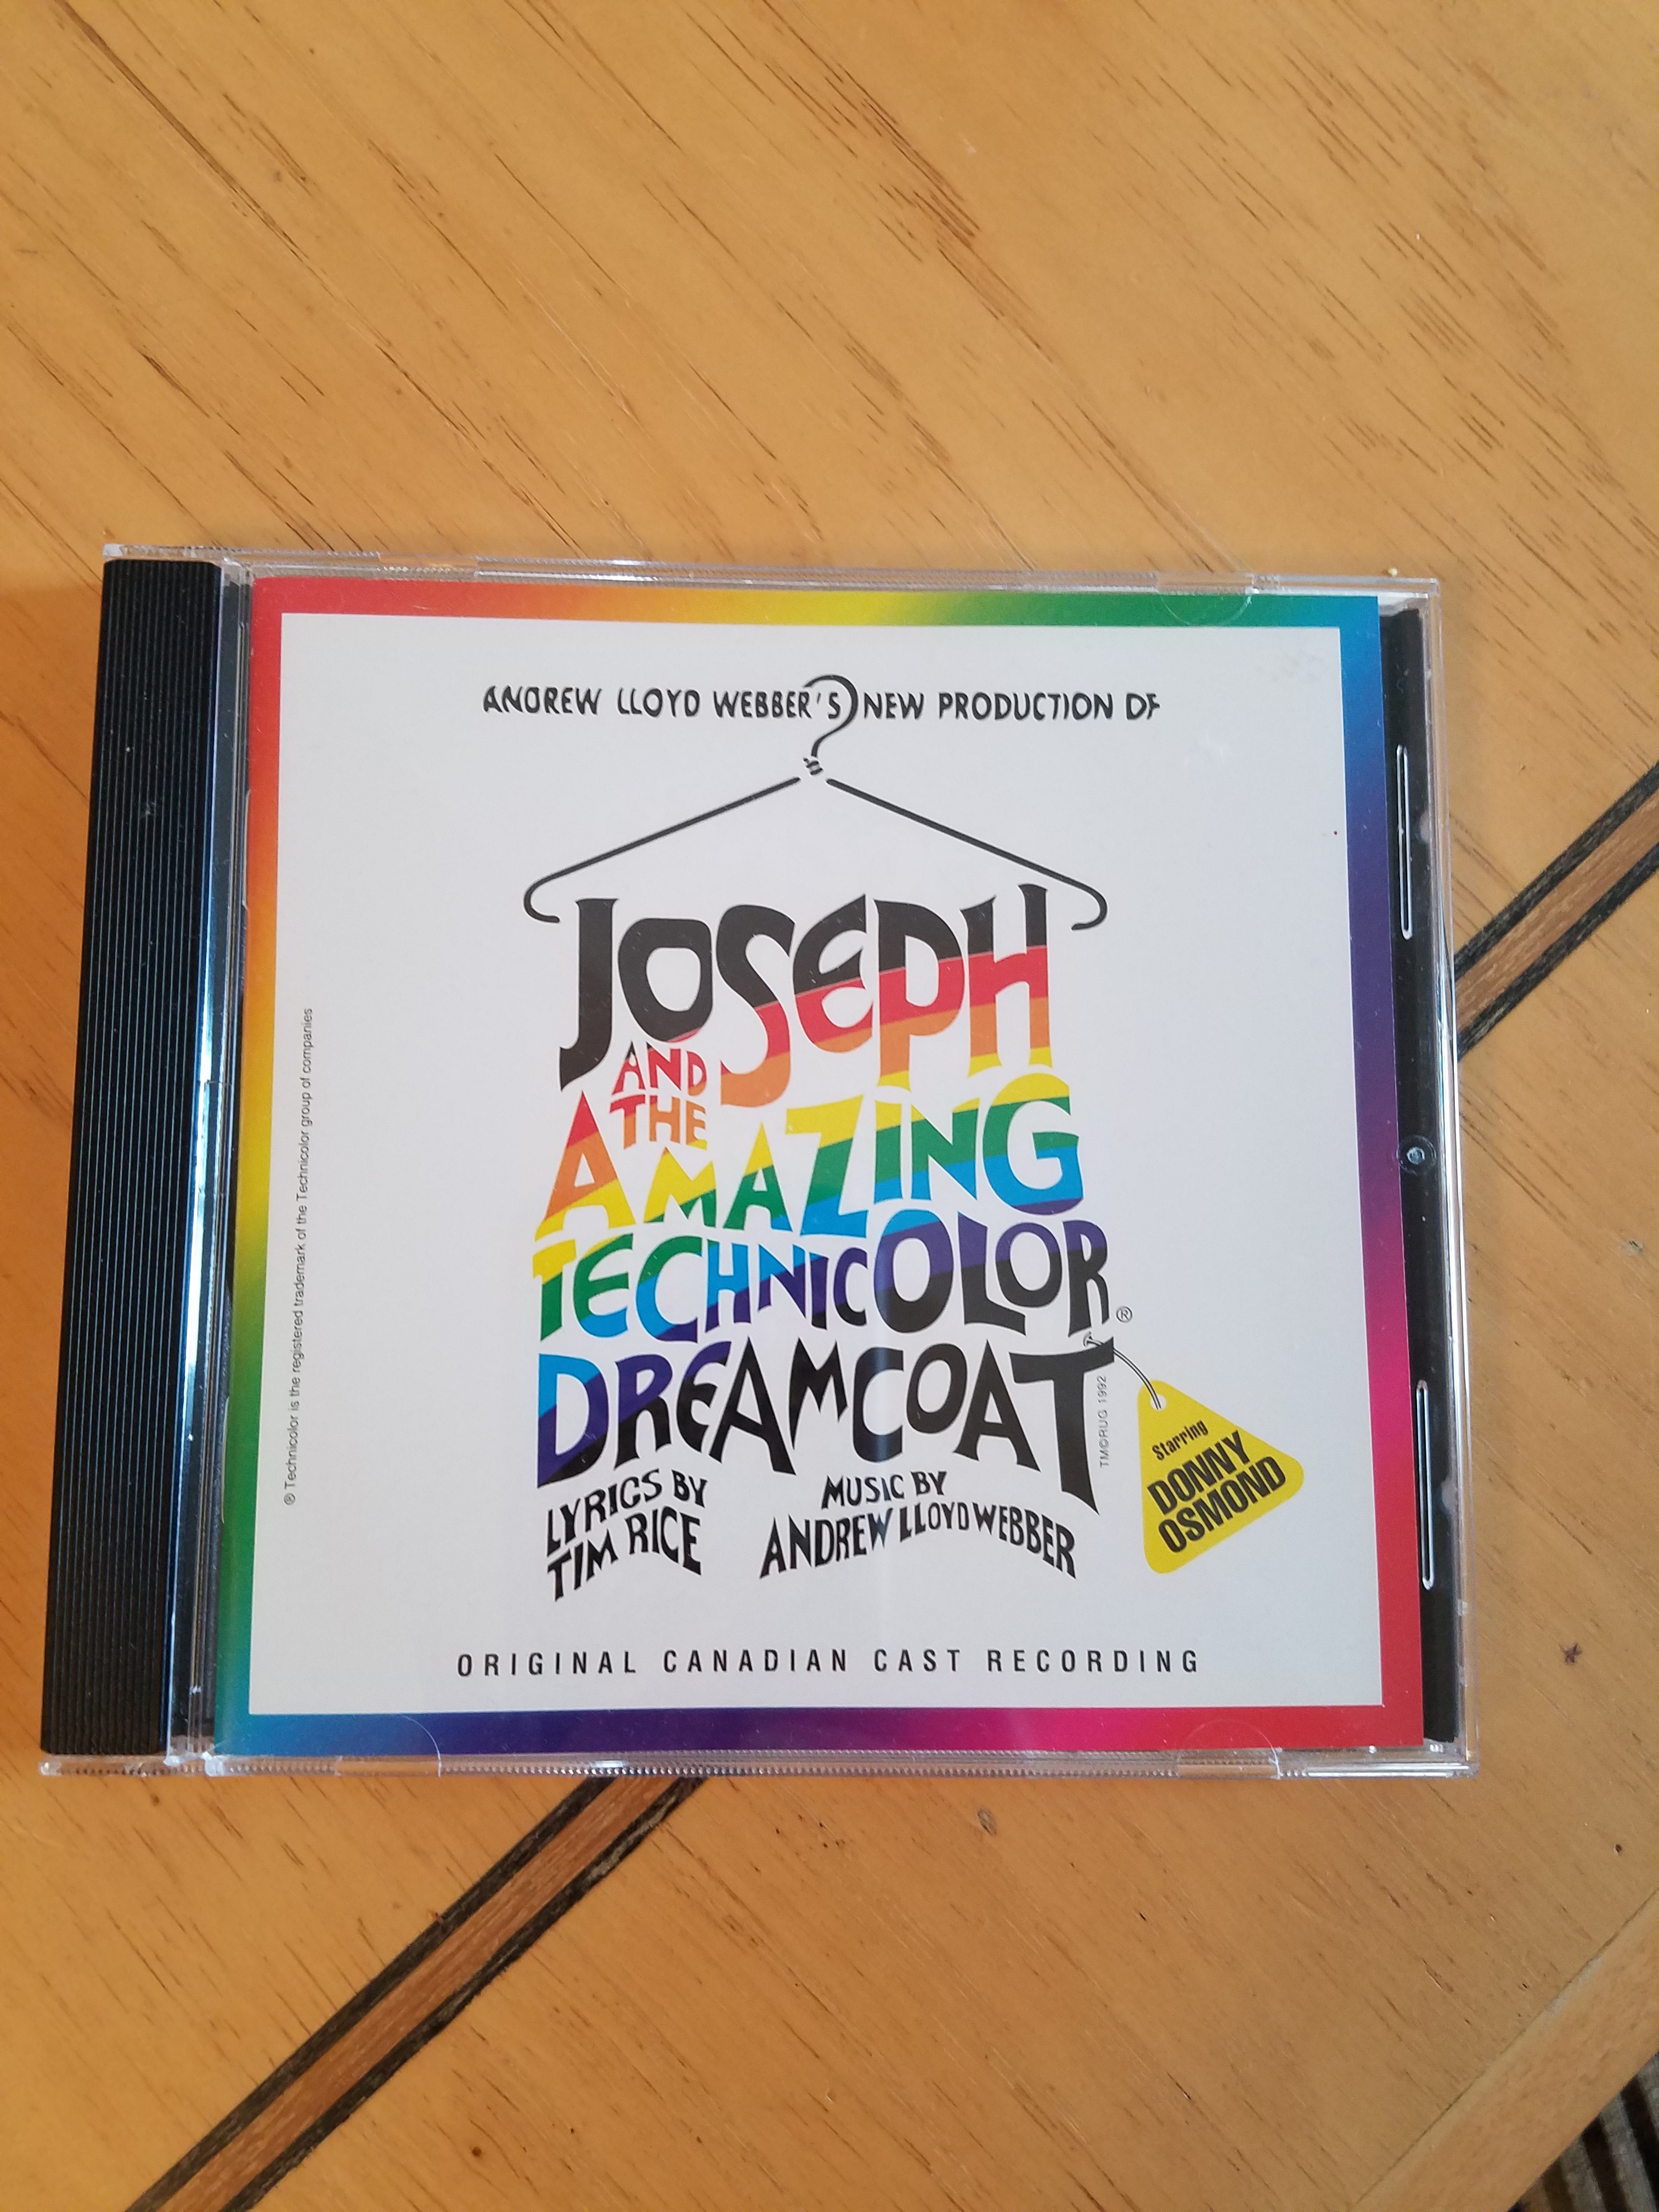 ANDREW LLOYD WEBBER'S NEW PRODUCTION OF
JOSEPH
AND
THE
AMAZING
TECHNICOLOR
®
DREAMCOAT
TM©RUG 1992
LYRICS BY
TIM RICE
MUSIC BY
ANDREW LLOYD WEBBER
Starring
DONNY
OSMOND
ORIGINAL CANADIAN CAST RECORDING
® Technicolor is the registered trademark of the Technicolor group of companies